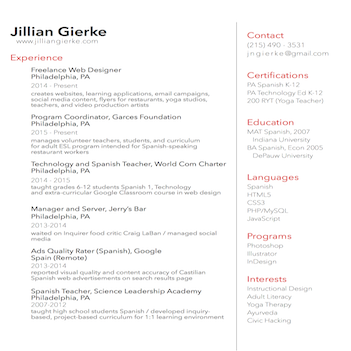 Jillian Gierke
www.jilliangierke.com
Experience
Freelance Web Designer
Philadelphia, PA
2014 - Present
creates websites, learning applications, email campaigns,
social media content, flyers for restaurants, yoga studios,
teachers, and video production artists
Program Coordinator, Garces Foundation
Philadelphia, PA
2015 - Present
manages volunteer teachers, students, and curriculum
for adult ESL program intended for Spanish speaking
restaurant workers
Technology and Spanish Teacher, World Com Charter
Philadelphia, PA
2014 - 2015
taught grades 6-12 students Spanish 1, Technology
and extra-curricular Google Classroom course in web design
Manager and Server, Jerry's Bar
Philadelphia, PA
2013-2014
waited on Inquirer food critic Craig LaBan / managed social
media
Ads Quality Rater (Spanish), Google
Spain (Remote)
2013-2014
reported visual quality and content accuracy of Castilian
Spanish web advertisements on search results page
Spanish Teacher, Science Leadership Academy
Philadelphia, PA
2007-2012
taught high school students Spanish / developed inquiry-
based, project-based curriculum for 1:1 learning environment
Contact
(215) 490 - 3531
jngierke@gmail.com
Certifications
PA Spanish K-12
PA Technology Ed K-12
200 RYT (Yoga Teacher)
Education
MAT Spanish, 2007
Indiana University
BA Spanish, Econ 2005
DePauw University
Languages
Spanish
HTML5
CSS3
PHP/MySQL
JavaScript
Programs
Photoshop
Illustrator
InDesign
Interests
Instructional Design
Adult Literacy
Yoga Therapy
Ayurveda
Civic Hacking